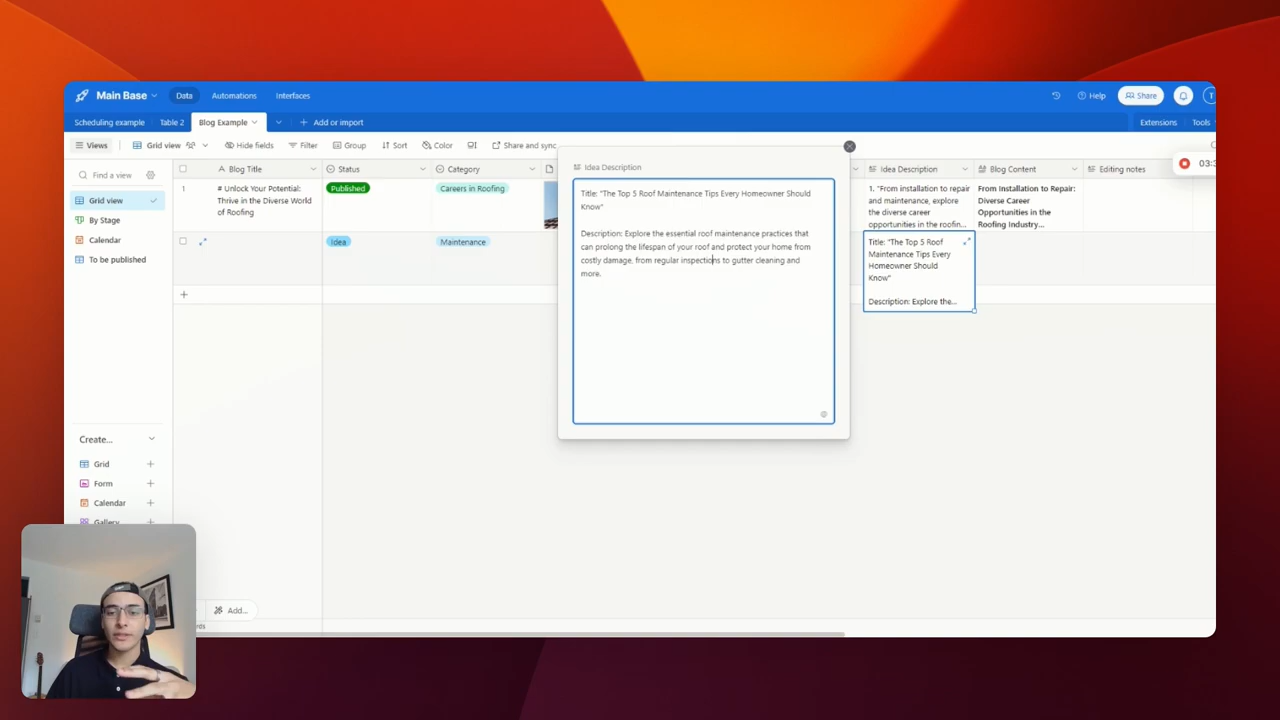 Main Base
Data
Automations
Interfaces
Help
Share
Scheduling example
Table 2
Blog Example
Add or import
Extensions
Tools
Views
Grid view
Hide fields
Filter
Group
Sort
Color
Share and sync
Find a view
Grid view
By Stage
Calendar
To be published
Create...
Grid
Form
Calendar
Gallery
Add...
Blog Title
Status
Category
Idea Description
Blog Content
Editing notes
1
# Unlock Your Potential:
Thrive in the Diverse World
of Roofing
Published
Careers in Roofing
1. "From installation to repair
and maintenance, explore
the diverse career
opportunities in the roofin...
From Installation to Repair:
Diverse Career
Opportunities in the
Roofing Industry...
Idea
Maintenance
Title: "The Top 5 Roof
Maintenance Tips Every
Homeowner Should
Know"
Description: Explore the...
Idea Description
Title: "The Top 5 Roof Maintenance Tips Every Homeowner Should
Know"
Description: Explore the essential roof maintenance practices that
can prolong the lifespan of your roof and protect your home from
costly damage, from regular inspections to gutter cleaning and
more.